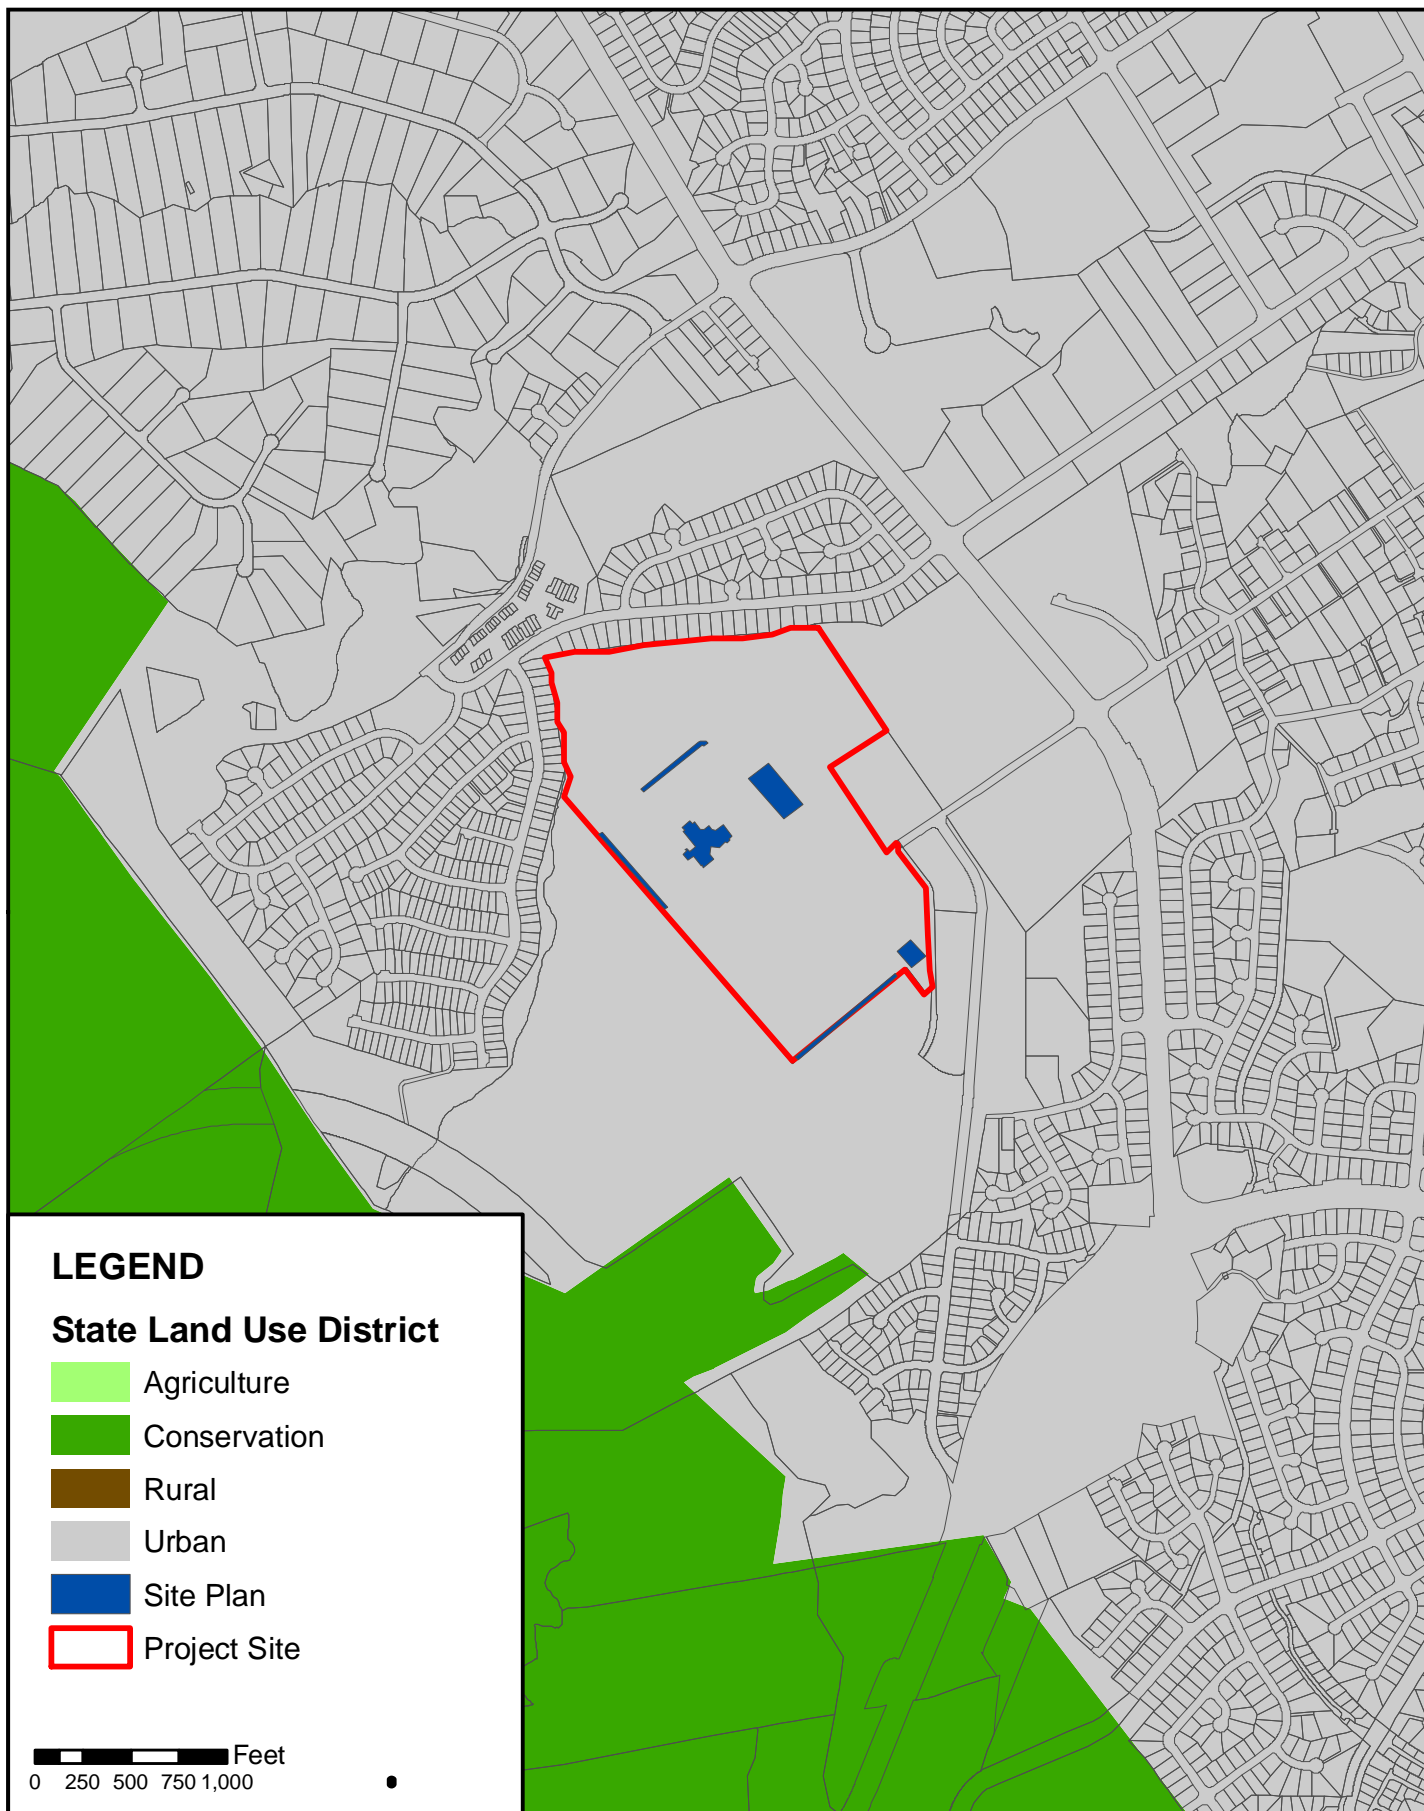 LEGEND
State Land Use District
Agriculture
Conservation
Rural
Urban
Site Plan
Project Site
Feet
0 250 500 750 1,000